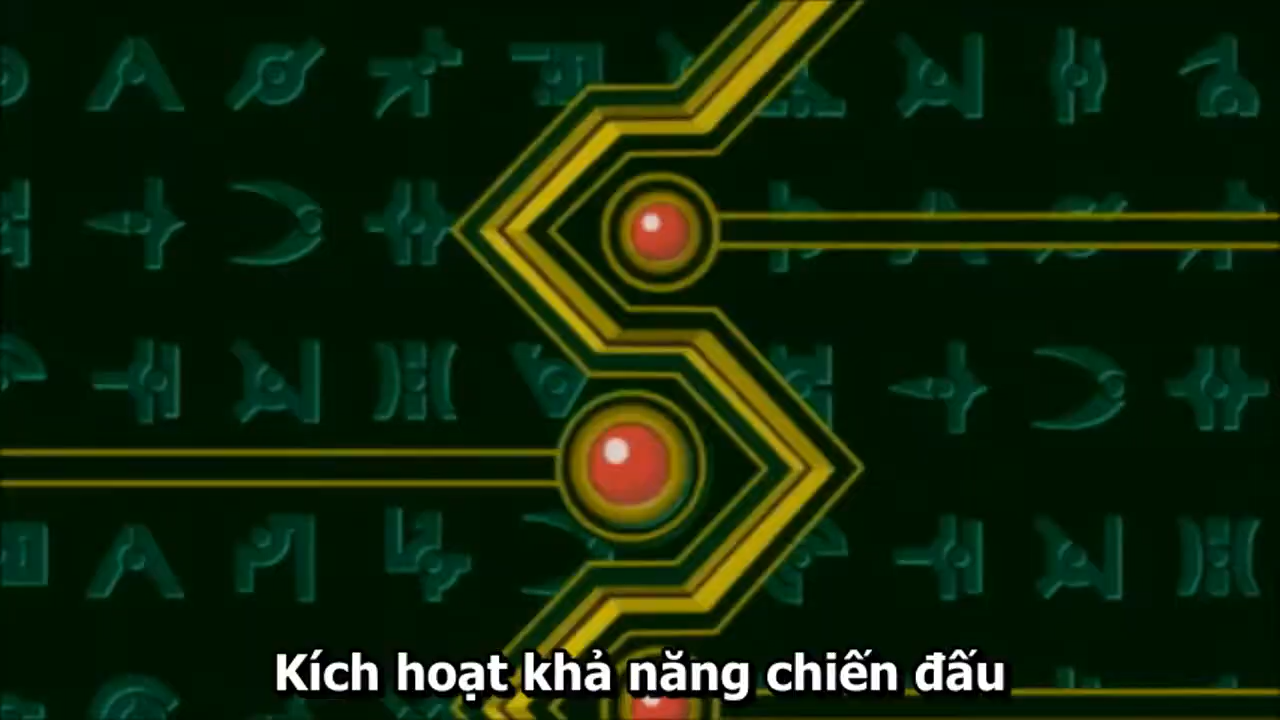 Kích hoạt khả năng chiến đấu